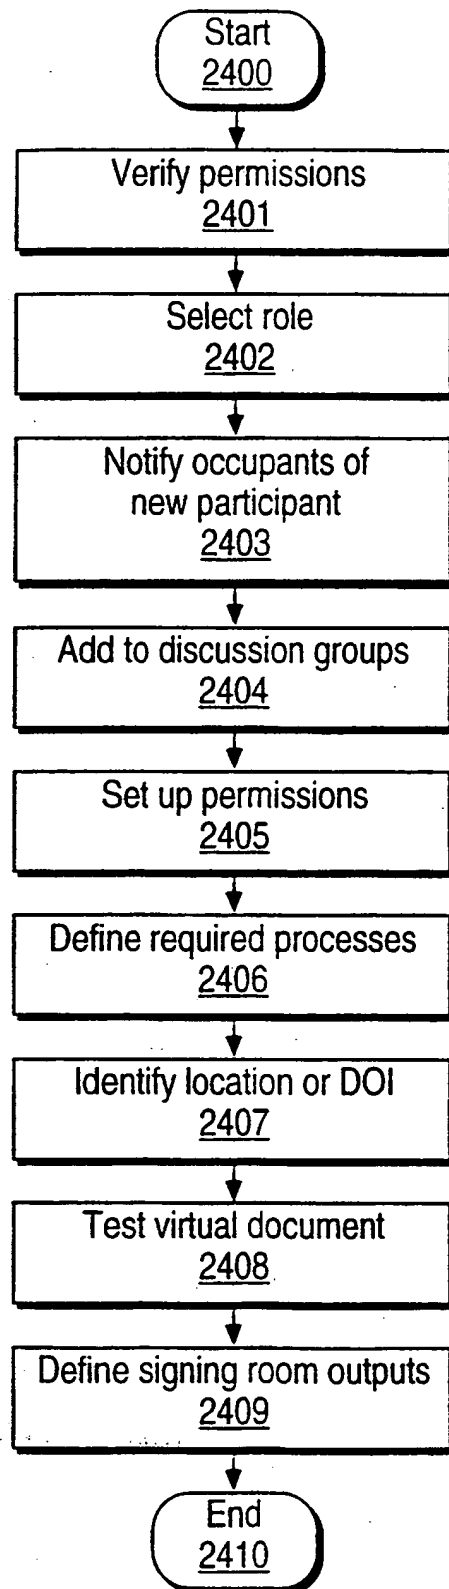 Start
2400
Verify permissions
2401
Select role
2402
Notify occupants of
new participant
2403
Add to discussion groups
2404
Set up permissions
2405
Define required processes
2406
Identify location or DOI
2407
Test virtual document
2408
Define signing room outputs
2409
End
2410